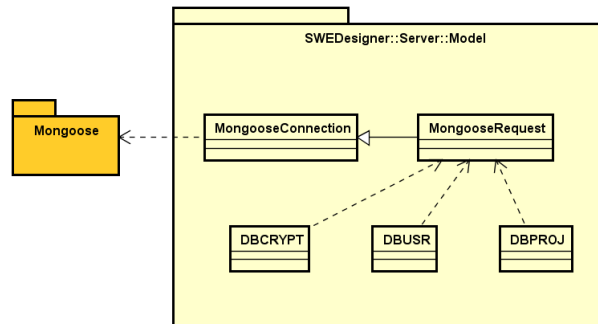 SWEDesigner::Server::Model
Mongoose
MongooseConnection
MongooseRequest
DBCRYPT
DBUSR
DBPROJ